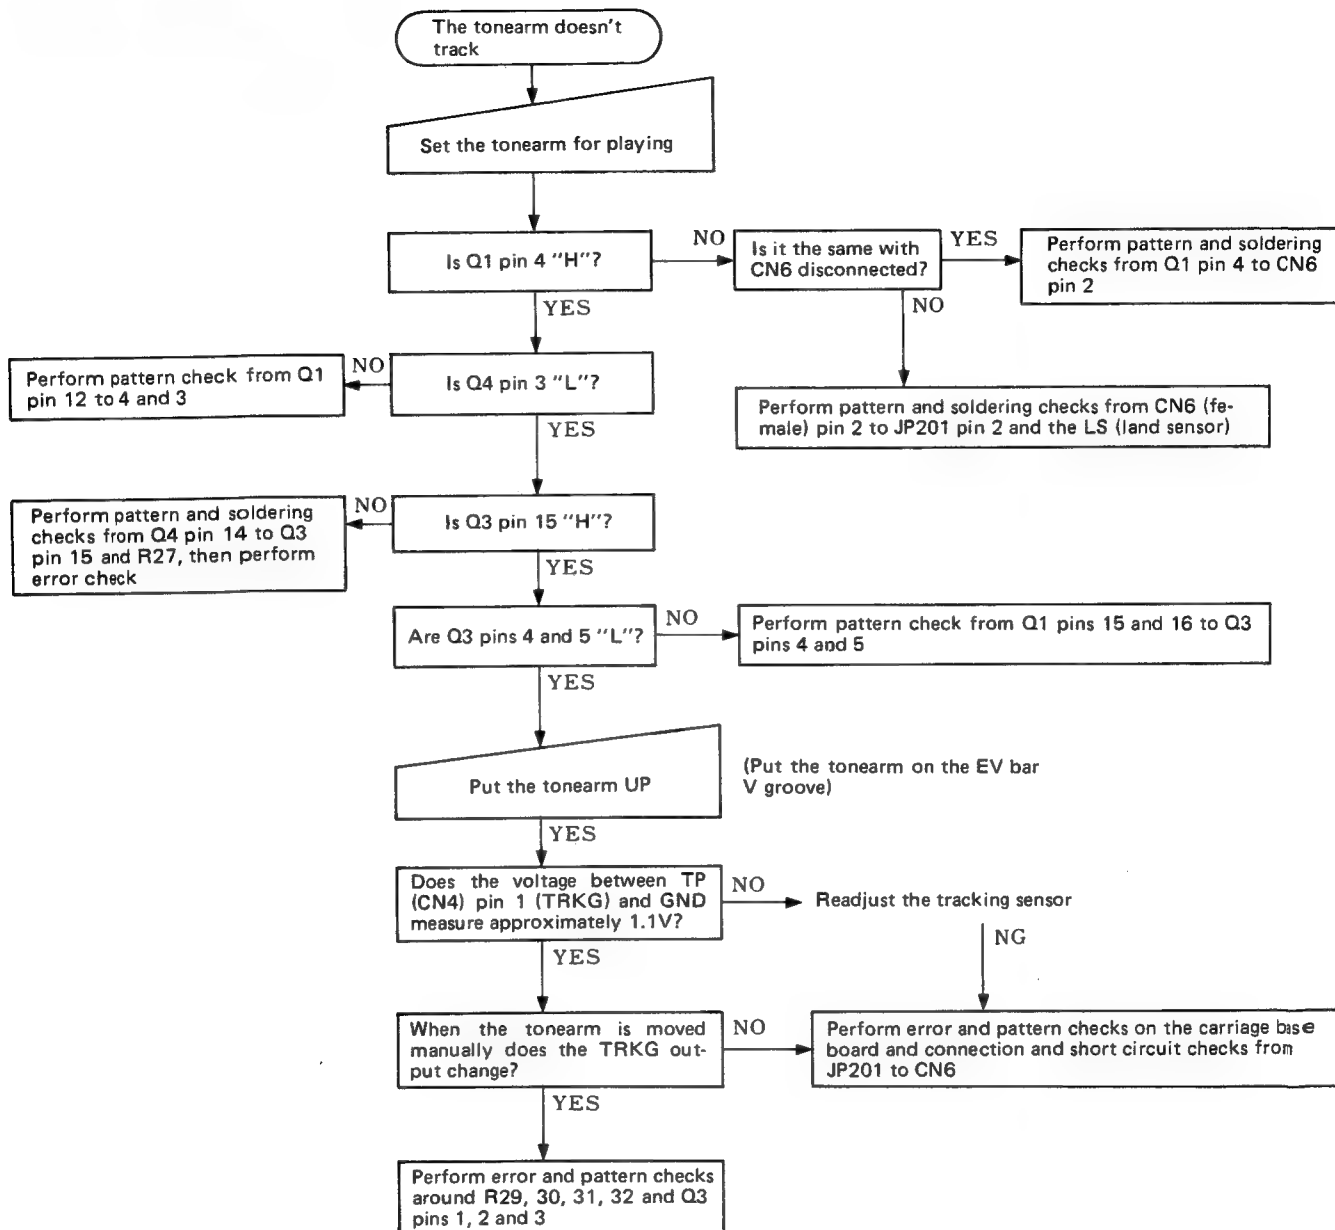 The tonearm doesn't
track
Set the tonearm for playing
Is Q1 pin 4 "H"?
NO
Is it the same with
CN6 disconnected?
YES
Perform pattern and soldering
checks from Q1 pin 4 to CN6
pin 2
YES
NO
Perform pattern check from Q1
pin 12 to 4 and 3
NO
Is Q4 pin 3 "L"?
Perform pattern and soldering checks from CN6 (fe-
male) pin 2 to JP201 pin 2 and the LS (land sensor)
YES
Perform pattern and soldering
checks from Q4 pin 14 to Q3
pin 15 and R27, then perform
error check
NO
Is Q3 pin 15 "H"?
YES
Are Q3 pins 4 and 5 "L"?
NO
Perform pattern check from Q1 pins 15 and 16 to Q3
pins 4 and 5
YES
Put the tonearm UP
(Put the tonearm on the EV bar
V groove)
YES
Does the voltage between TP
(CN4) pin 1 (TRKG) and GND
measure approximately 1.1V?
NO
Readjust the tracking sensor
NG
YES
When the tonearm is moved
manually does the TRKG out-
put change?
NO
Perform error and pattern checks on the carriage base
board and connection and short circuit checks from
JP201 to CN6
YES
Perform error and pattern checks
around R29, 30, 31, 32 and Q3
pins 1, 2 and 3